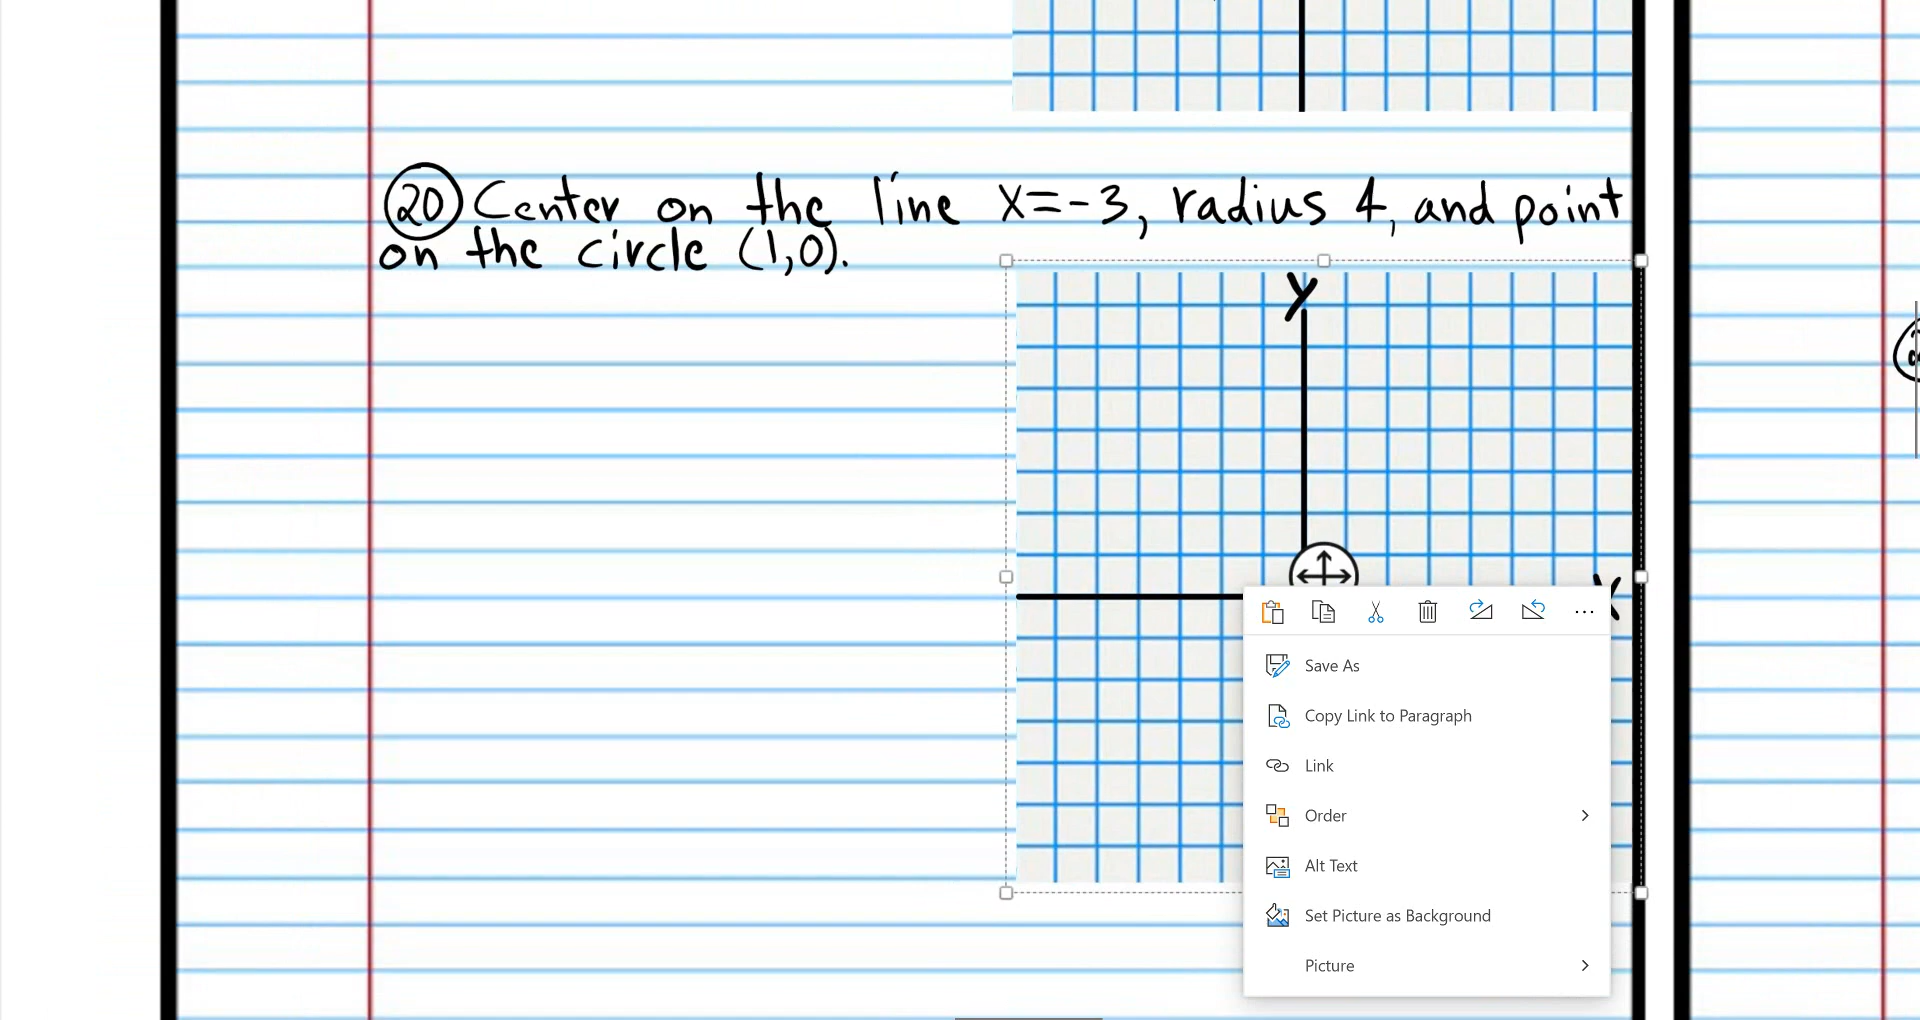 20 Center on the line x=-3, radius 4, and point
on the circle (1,0).
y
x
Save As
Copy Link to Paragraph
Link
Order
Alt Text
Set Picture as Background
Picture